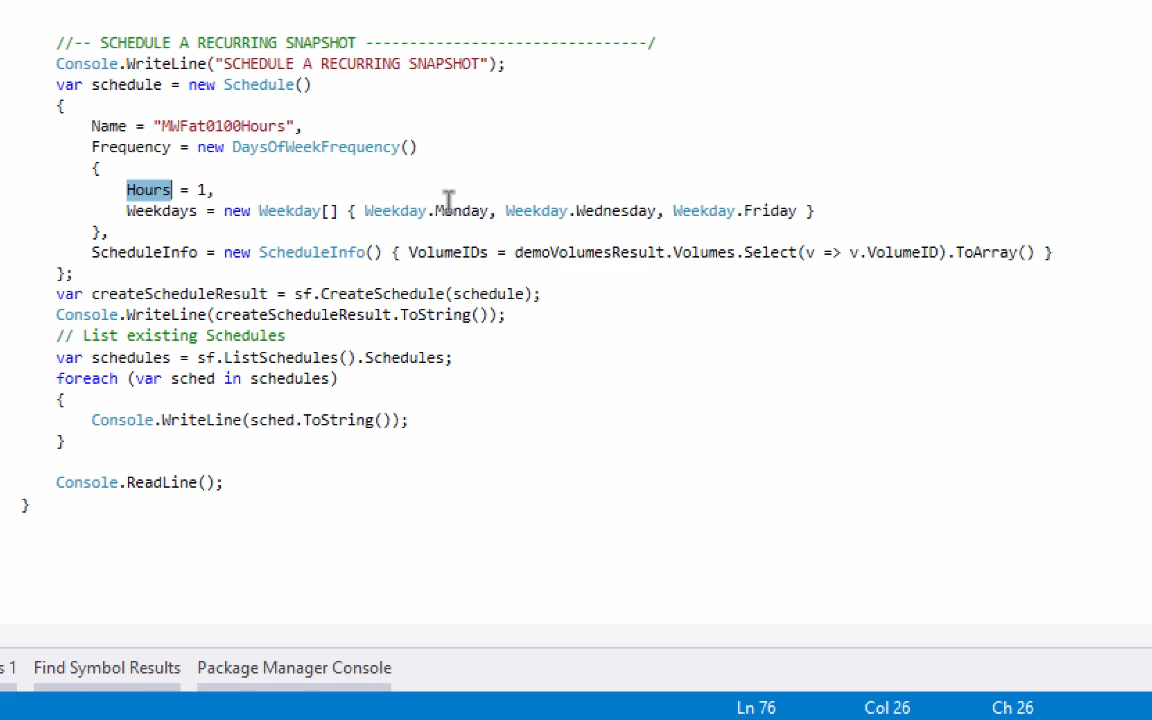 //-- SCHEDULE A RECURRING SNAPSHOT --------------------------------/
Console.WriteLine("SCHEDULE A RECURRING SNAPSHOT");
var schedule = new Schedule()
{
Name = "MWFat0100Hours",
Frequency = new DaysOfWeekFrequency()
{
Hours = 1,
Weekdays = new Weekday[] { Weekday.Monday, Weekday.Wednesday, Weekday.Friday }
},
ScheduleInfo = new ScheduleInfo() { VolumeIDs = demoVolumesResult.Volumes.Select(v => v.VolumeID).ToArray() }
};
var createScheduleResult = sf.CreateSchedule(schedule);
Console.WriteLine(createScheduleResult.ToString());
// List existing Schedules
var schedules = sf.ListSchedules().Schedules;
foreach (var sched in schedules)
{
Console.WriteLine(sched.ToString());
}
Console.ReadLine();
}
s 1 Find Symbol Results Package Manager Console
Ln 76 Col 26 Ch 26